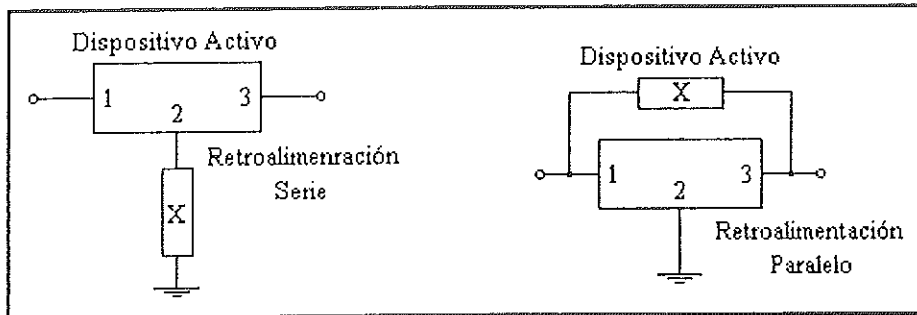 Dispositivo Activo
1 2 3
X
Retroalimenración
Serie
Dispositivo Activo
X
1 2 3
Retroalimentación
Paralelo